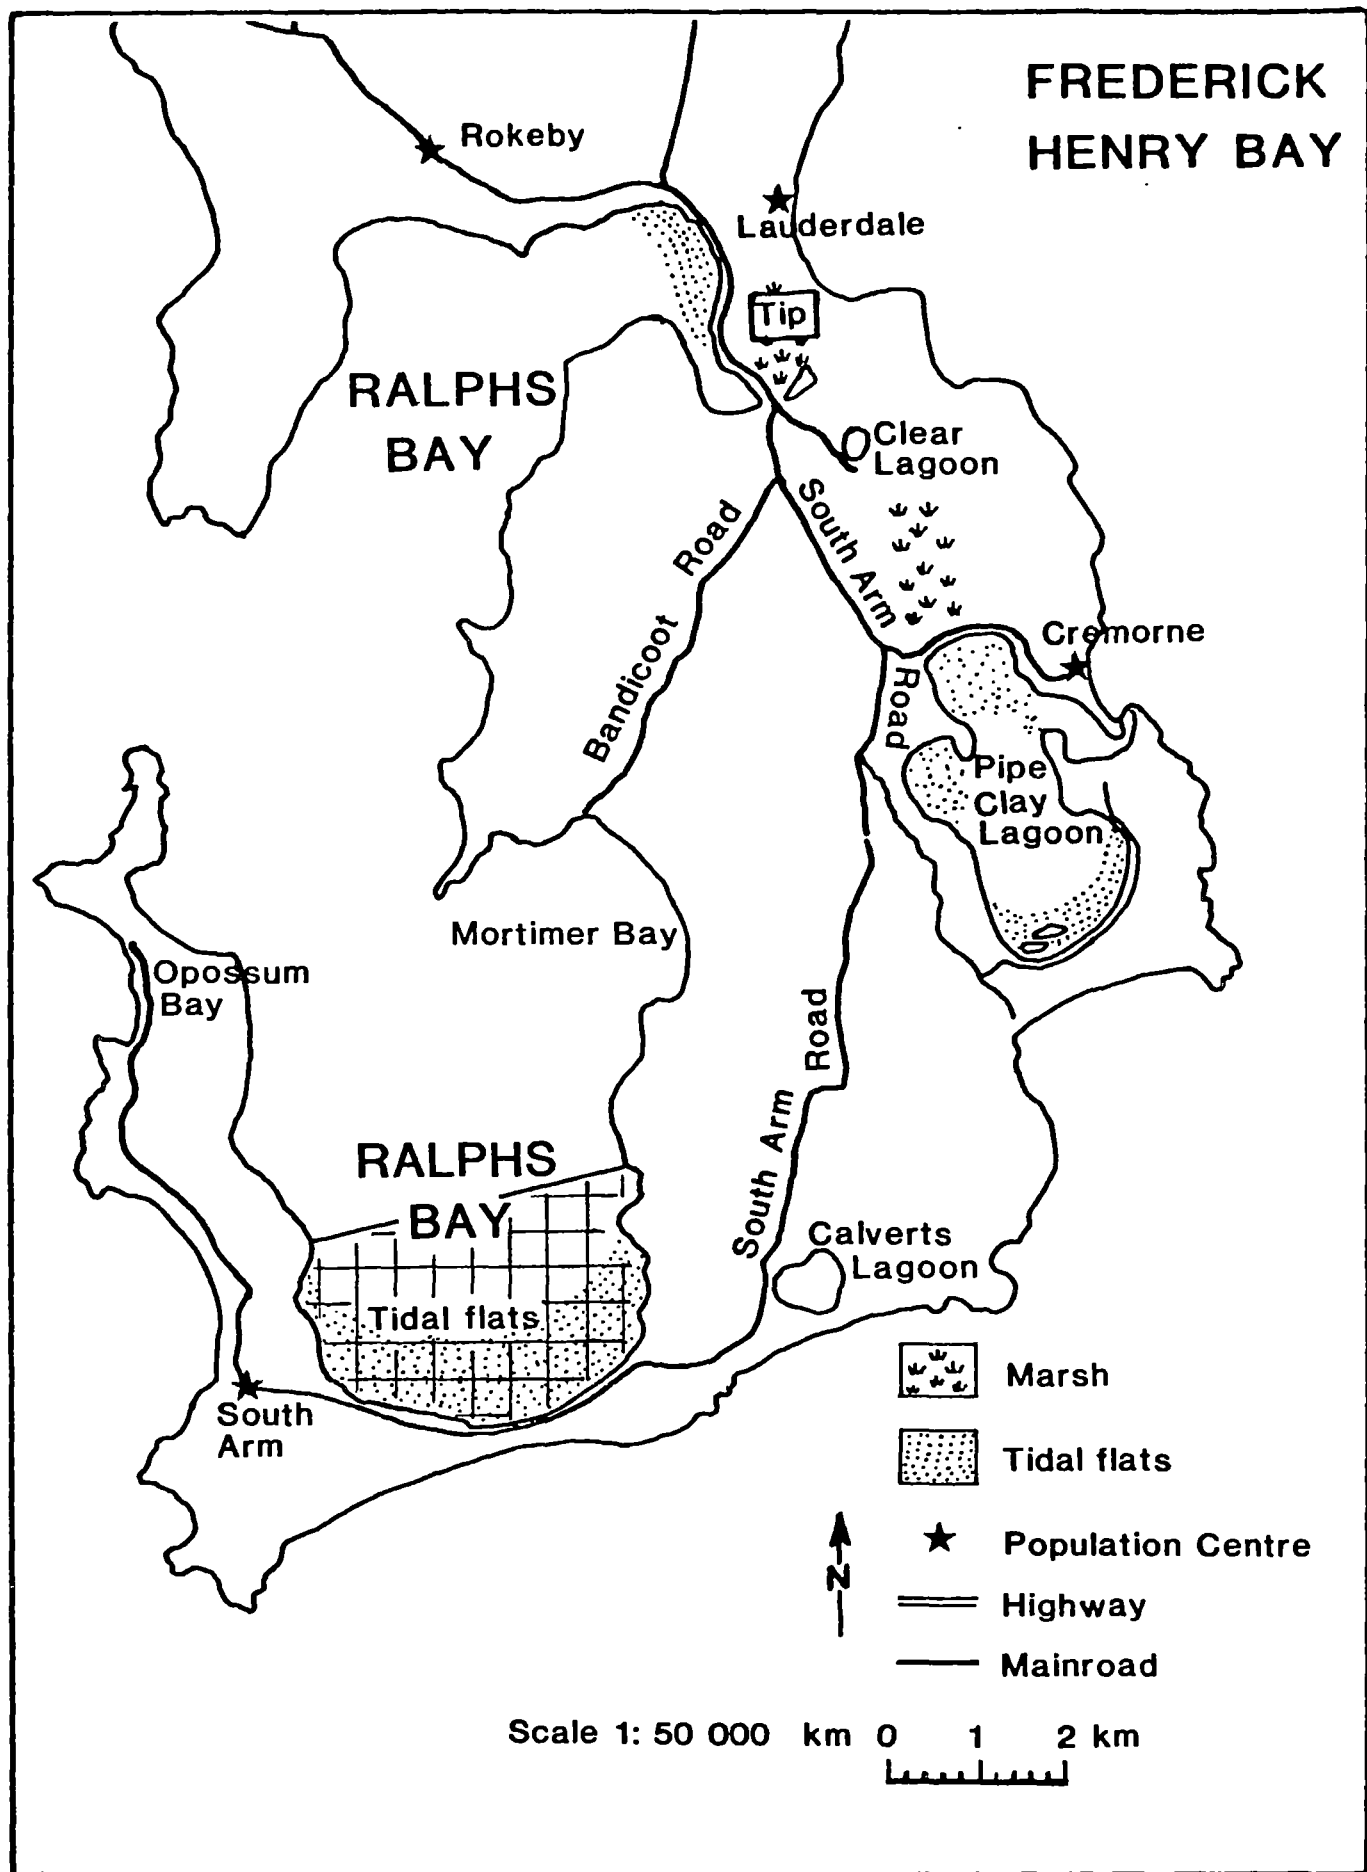 FREDERICK
HENRY BAY
Rokeby
Lauderdale
Tip
RALPHS
BAY
Clear
Lagoon
South Arm
Road
Bandicoot
Road
Cremorne
Pipe
Clay
Lagoon
Mortimer Bay
Opossum
Bay
Road
South Arm
RALPHS
BAY
Calverts
Lagoon
Tidal flats
South
Arm
Marsh
Tidal flats
Population Centre
N
Highway
Mainroad
Scale 1: 50 000 km 0 1 2 km